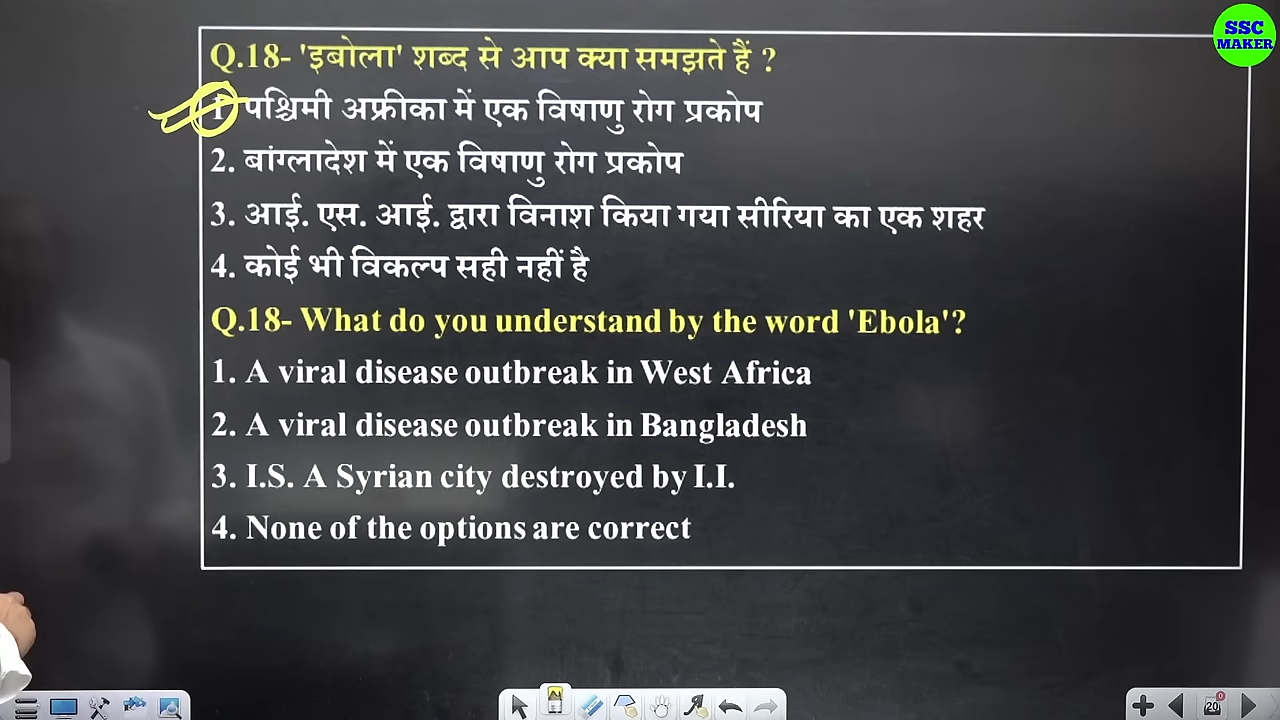 SSC
MAKER
Q.18- 'इबोला' शब्द से आप क्या समझते हैं ?
1 पश्चिमी अफ्रीका में एक विषाणु रोग प्रकोप
2. बांग्लादेश में एक विषाणु रोग प्रकोप
3. आई. एस. आई. द्वारा विनाश किया गया सीरिया का एक शहर
4. कोई भी विकल्प सही नहीं है
Q.18- What do you understand by the word 'Ebola'?
1. A viral disease outbreak in West Africa
2. A viral disease outbreak in Bangladesh
3. I.S. A Syrian city destroyed by I.I.
4. None of the options are correct
20